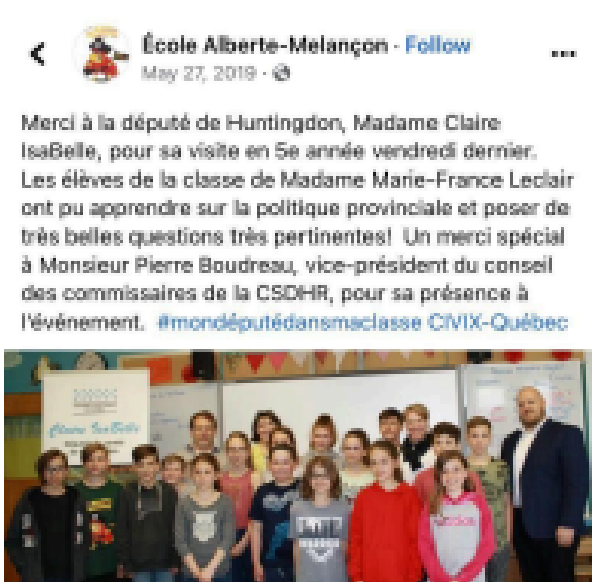 École Alberte-Melançon · Follow
May 27, 2019 ·
Merci à la député de Huntingdon, Madame Claire
IsaBelle, pour sa visite en 5e année vendredi dernier.
Les élèves de la classe de Madame Marie-France Leclair
ont pu apprendre sur la politique provinciale et poser de
très belles questions très pertinentes! Un merci spécial
à Monsieur Pierre Boudreau, vice-président du conseil
des commissaires de la CSDHR, pour sa présence à
l'événement. #mondéputédansmaclasse CIVIX-Québec
Claire IsaBelle